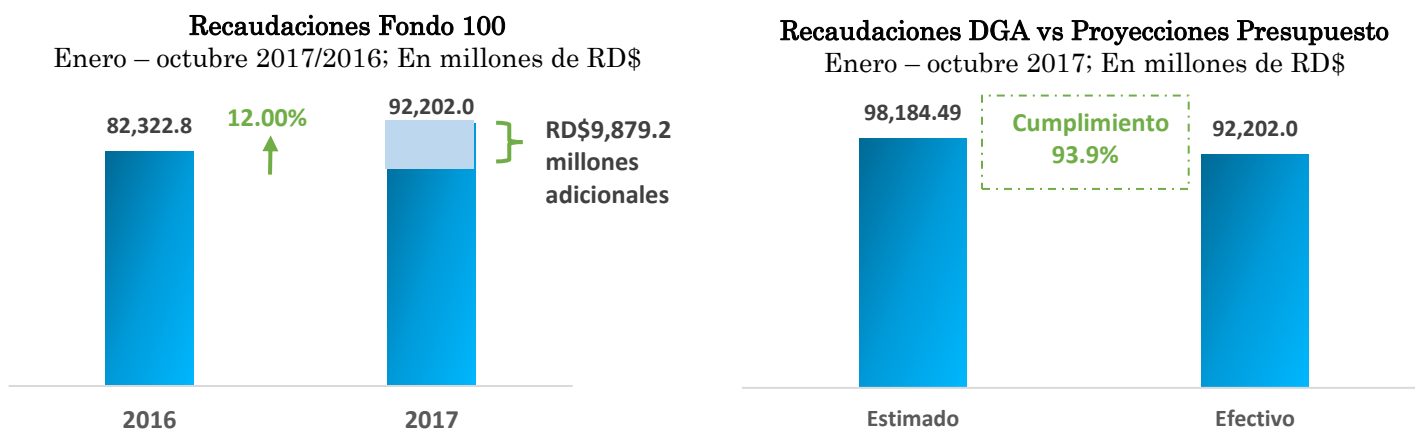 Recaudaciones Fondo 100
Enero – octubre 2017/2016; En millones de RD$
82,322.8
12.00%
92,202.0
RD$9,879.2
millones
adicionales
2016
2017
Recaudaciones DGA vs Proyecciones Presupuesto
Enero – octubre 2017; En millones de RD$
98,184.49
Cumplimiento
93.9%
92,202.0
Estimado
Efectivo